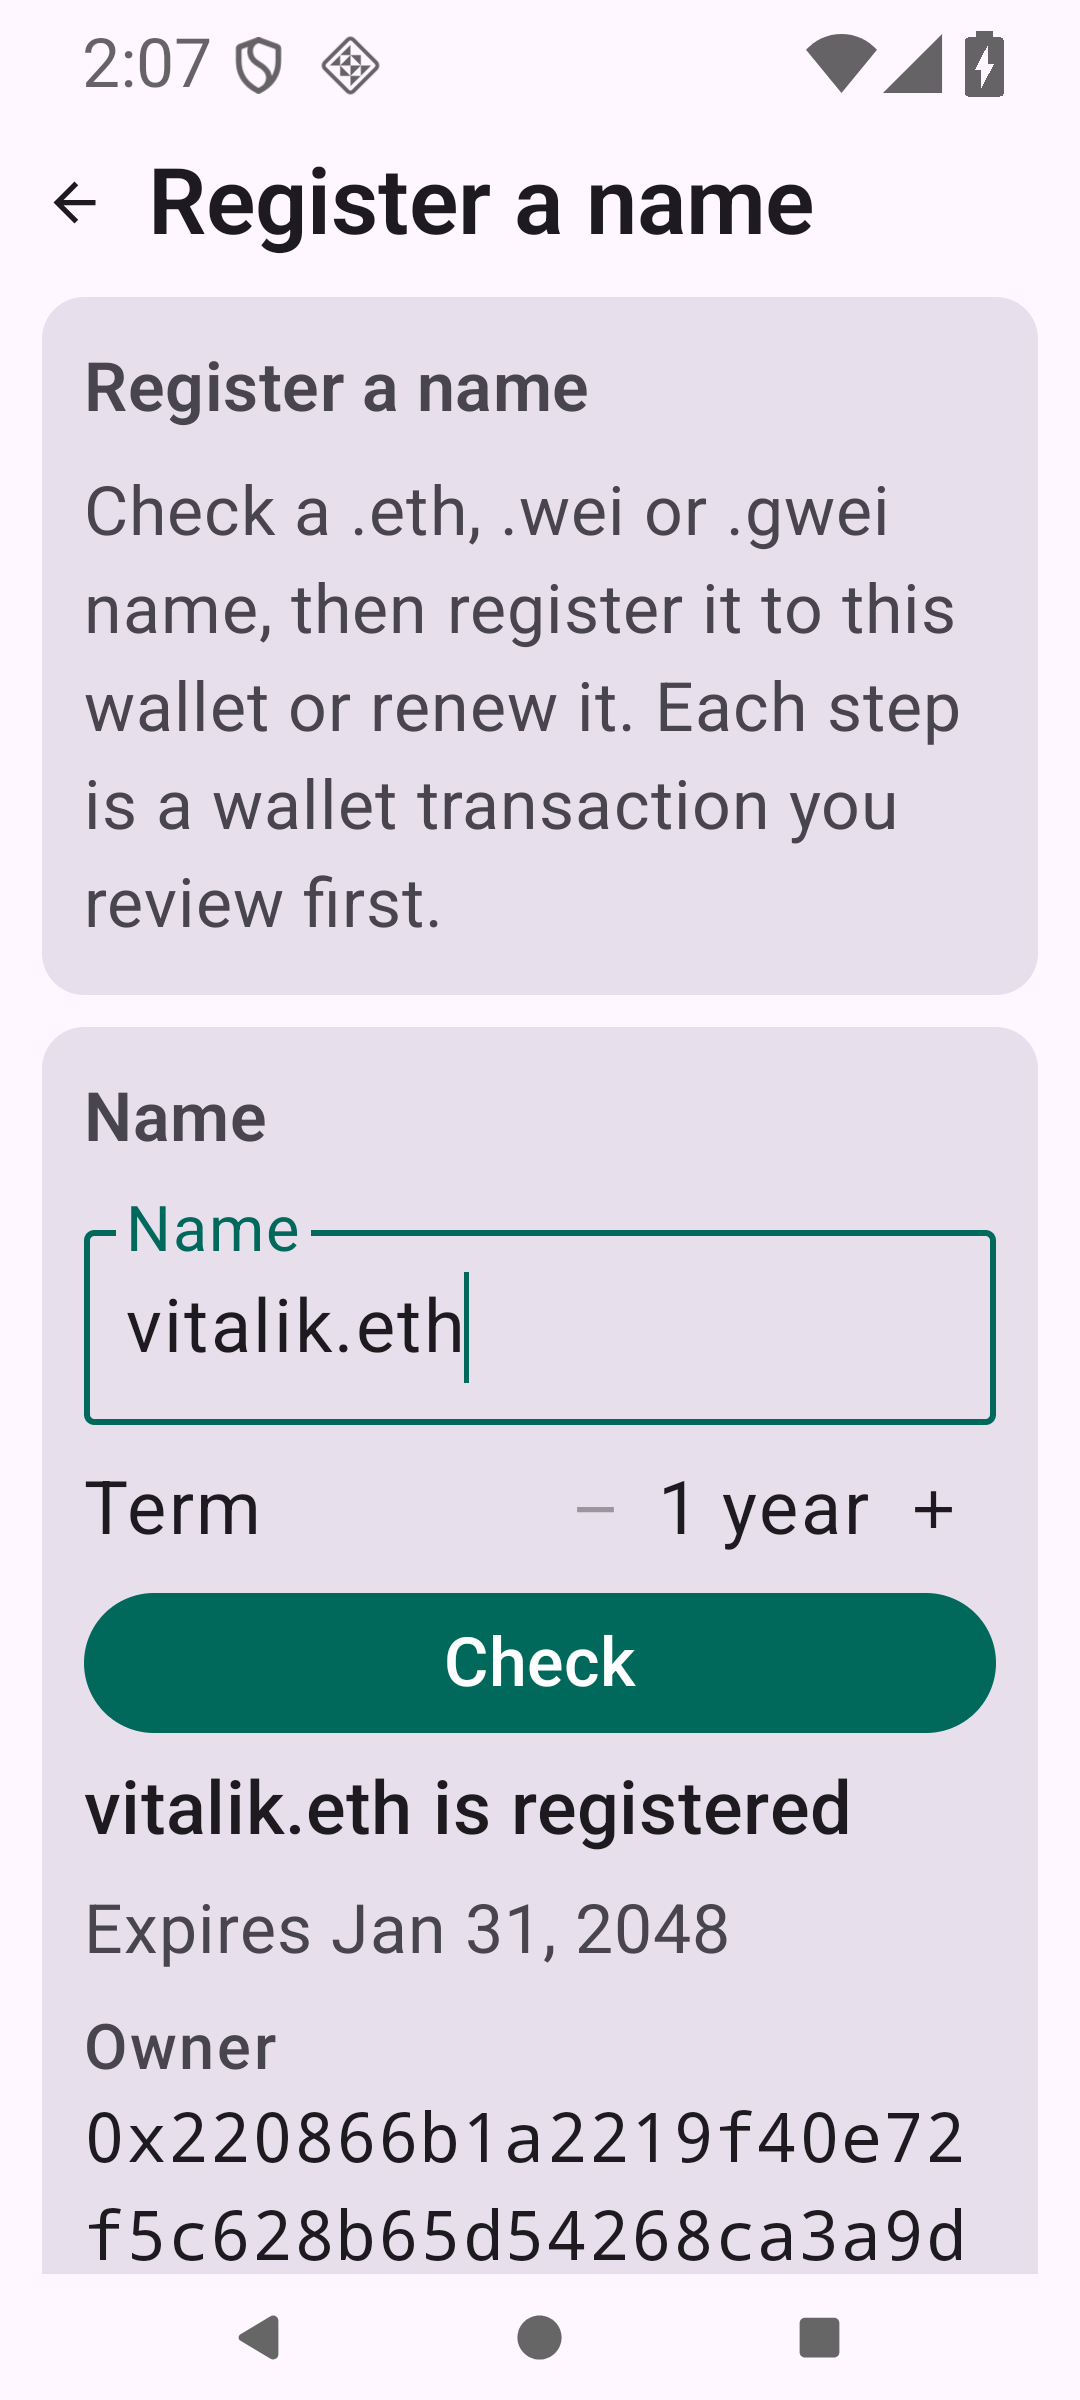 2:07
Register a name
Register a name
Check a .eth, .wei or .gwei
name, then register it to this
wallet or renew it. Each step
is a wallet transaction you
review first.
Name
Name
vitalik.eth
Term − 1 year +
Check
vitalik.eth is registered
Expires Jan 31, 2048
Owner
0x220866b1a2219f40e72
f5c628b65d54268ca3a9d